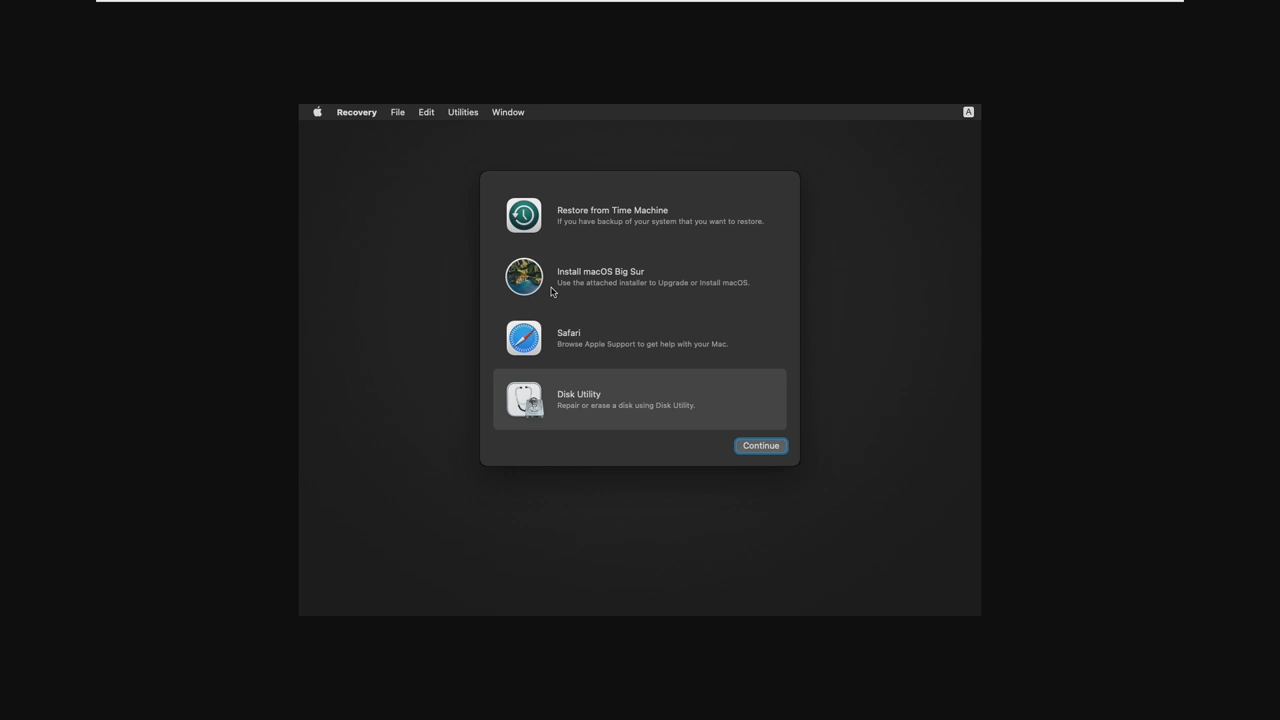 Recovery File Edit Utilities Window A
Restore from Time Machine
If you have backup of your system that you want to restore.
Install macOS Big Sur
Use the attached installer to Upgrade or Install macOS.
Safari
Browse Apple Support to get help with your Mac.
Disk Utility
Repair or erase a disk using Disk Utility.
Continue